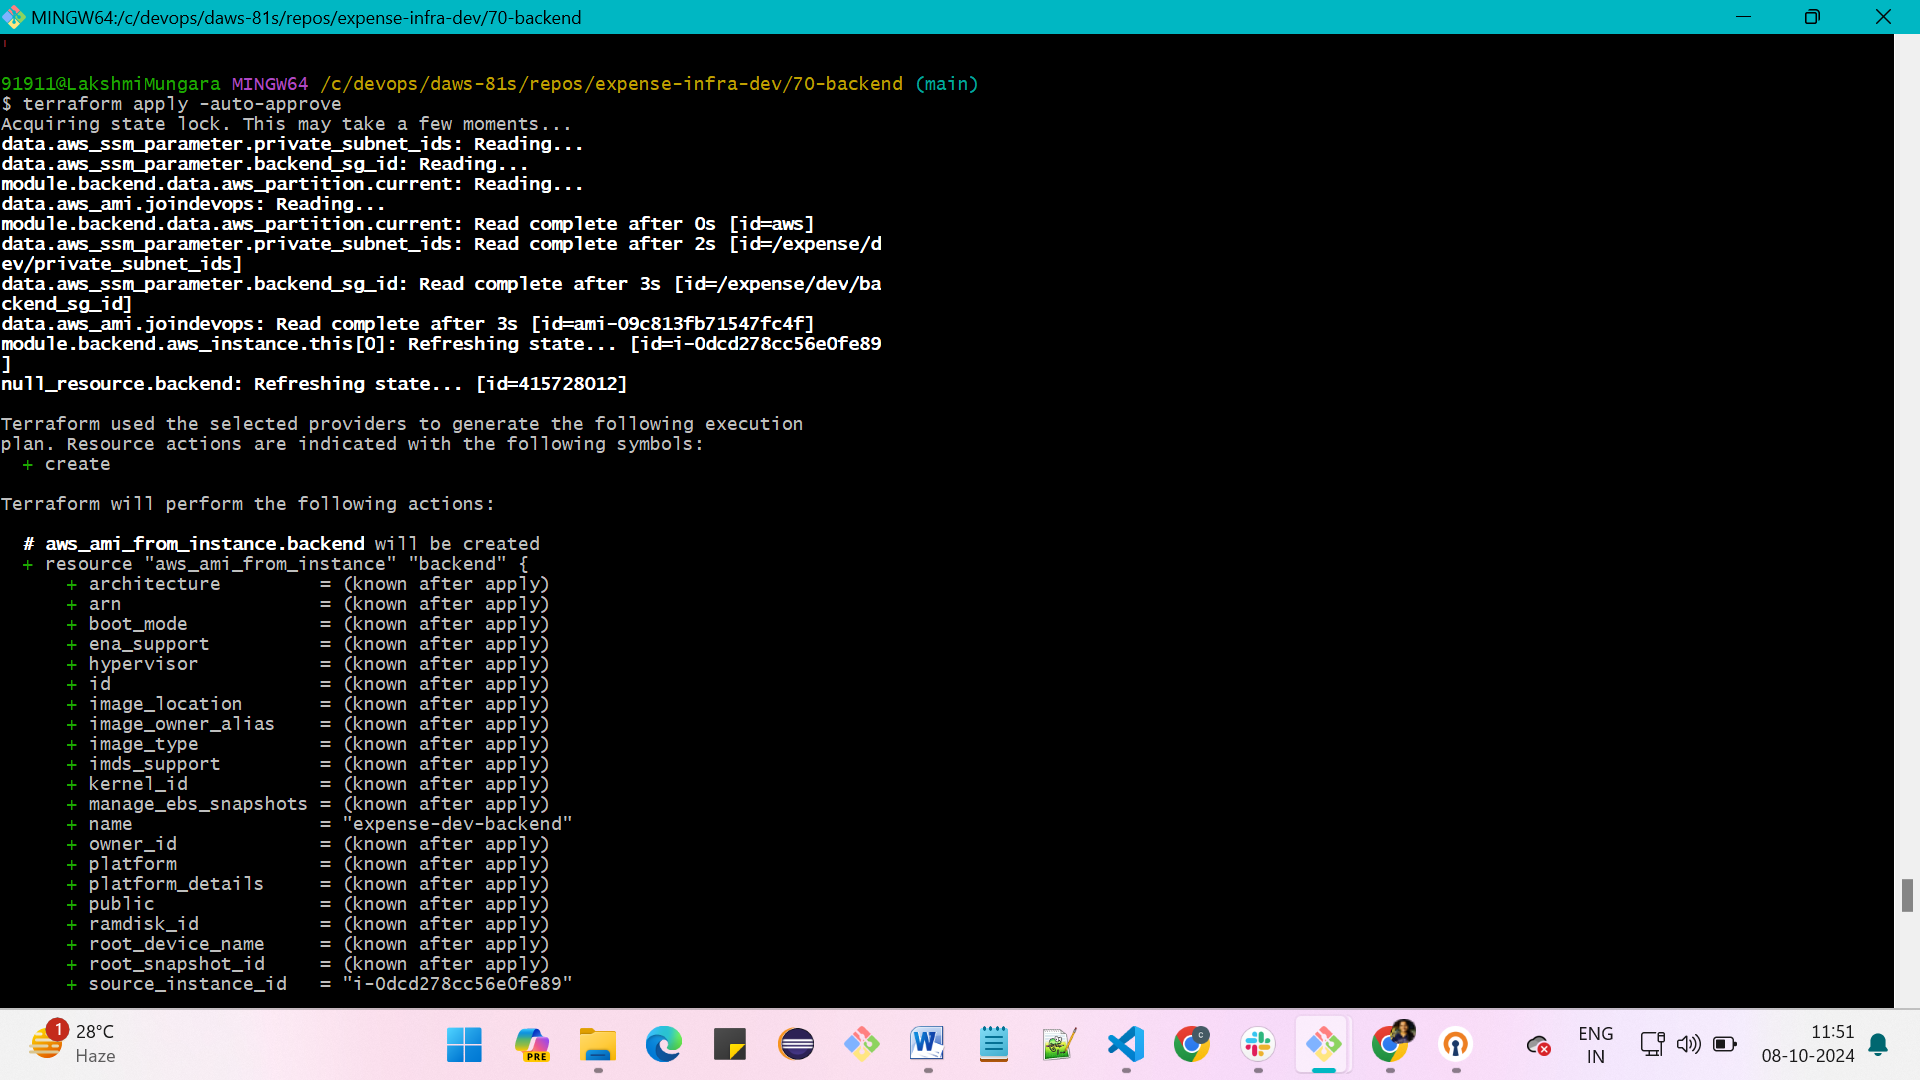 MINGW64:/c/devops/daws-81s/repos/expense-infra-dev/70-backend
91911@LakshmiMungara MINGW64 /c/devops/daws-81s/repos/expense-infra-dev/70-backend (main)
$ terraform apply -auto-approve
Acquiring state lock. This may take a few moments...
data.aws_ssm_parameter.private_subnet_ids: Reading...
data.aws_ssm_parameter.backend_sg_id: Reading...
module.backend.data.aws_partition.current: Reading...
data.aws_ami.joindevops: Reading...
module.backend.data.aws_partition.current: Read complete after 0s [id=aws]
data.aws_ssm_parameter.private_subnet_ids: Read complete after 2s [id=/expense/d
ev/private_subnet_ids]
data.aws_ssm_parameter.backend_sg_id: Read complete after 3s [id=/expense/dev/ba
ckend_sg_id]
data.aws_ami.joindevops: Read complete after 3s [id=ami-09c813fb71547fc4f]
module.backend.aws_instance.this[0]: Refreshing state... [id=i-0dcd278cc56e0fe89
]
null_resource.backend: Refreshing state... [id=415728012]
Terraform used the selected providers to generate the following execution
plan. Resource actions are indicated with the following symbols:
+ create
Terraform will perform the following actions:
# aws_ami_from_instance.backend will be created
+ resource "aws_ami_from_instance" "backend" {
+ architecture = (known after apply)
+ arn = (known after apply)
+ boot_mode = (known after apply)
+ ena_support = (known after apply)
+ hypervisor = (known after apply)
+ id = (known after apply)
+ image_location = (known after apply)
+ image_owner_alias = (known after apply)
+ image_type = (known after apply)
+ imds_support = (known after apply)
+ kernel_id = (known after apply)
+ manage_ebs_snapshots = (known after apply)
+ name = "expense-dev-backend"
+ owner_id = (known after apply)
+ platform = (known after apply)
+ platform_details = (known after apply)
+ public = (known after apply)
+ ramdisk_id = (known after apply)
+ root_device_name = (known after apply)
+ root_snapshot_id = (known after apply)
+ source_instance_id = "i-0dcd278cc56e0fe89"
1
28°C
Haze
PRE
W
C
ENG
IN
11:51
08-10-2024